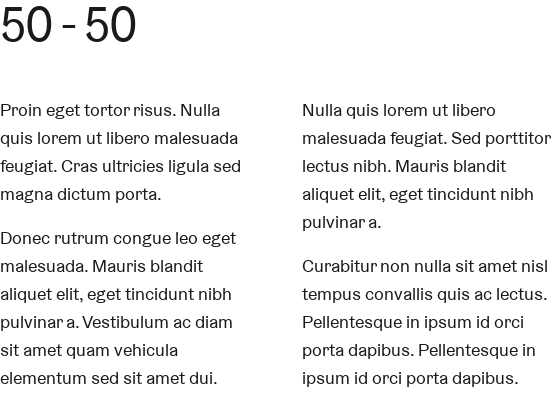 50 - 50
Proin eget tortor risus. Nulla
quis lorem ut libero malesuada
feugiat. Cras ultricies ligula sed
magna dictum porta.
Donec rutrum congue leo eget
malesuada. Mauris blandit
aliquet elit, eget tincidunt nibh
pulvinar a. Vestibulum ac diam
sit amet quam vehicula
elementum sed sit amet dui.
Nulla quis lorem ut libero
malesuada feugiat. Sed porttitor
lectus nibh. Mauris blandit
aliquet elit, eget tincidunt nibh
pulvinar a.
Curabitur non nulla sit amet nisl
tempus convallis quis ac lectus.
Pellentesque in ipsum id orci
porta dapibus. Pellentesque in
ipsum id orci porta dapibus.